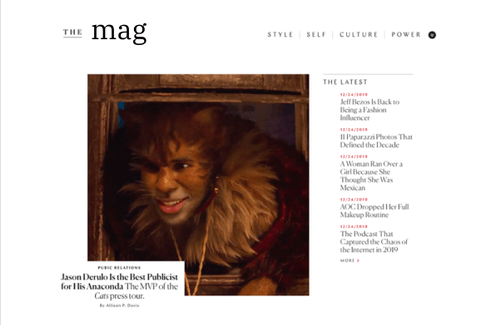 THE mag
STYLE SELF CULTURE POWER
THE LATEST
12/24/2019
Jeff Bezos Is Back to
Being a Fashion
Influencer
12/24/2019
11 Paparazzi Photos That
Defined the Decade
12/24/2019
A Woman Ran Over a
Girl Because She
Thought She Was
Mexican
12/24/2019
AOC Dropped Her Full
Makeup Routine
12/24/2019
The Podcast That
Captured the Chaos of
the Internet in 2019
MORE
PUBIC RELATIONS
Jason Derulo Is the Best Publicist
for His Anaconda The MVP of the
Cats press tour.
By Allison P. Davis